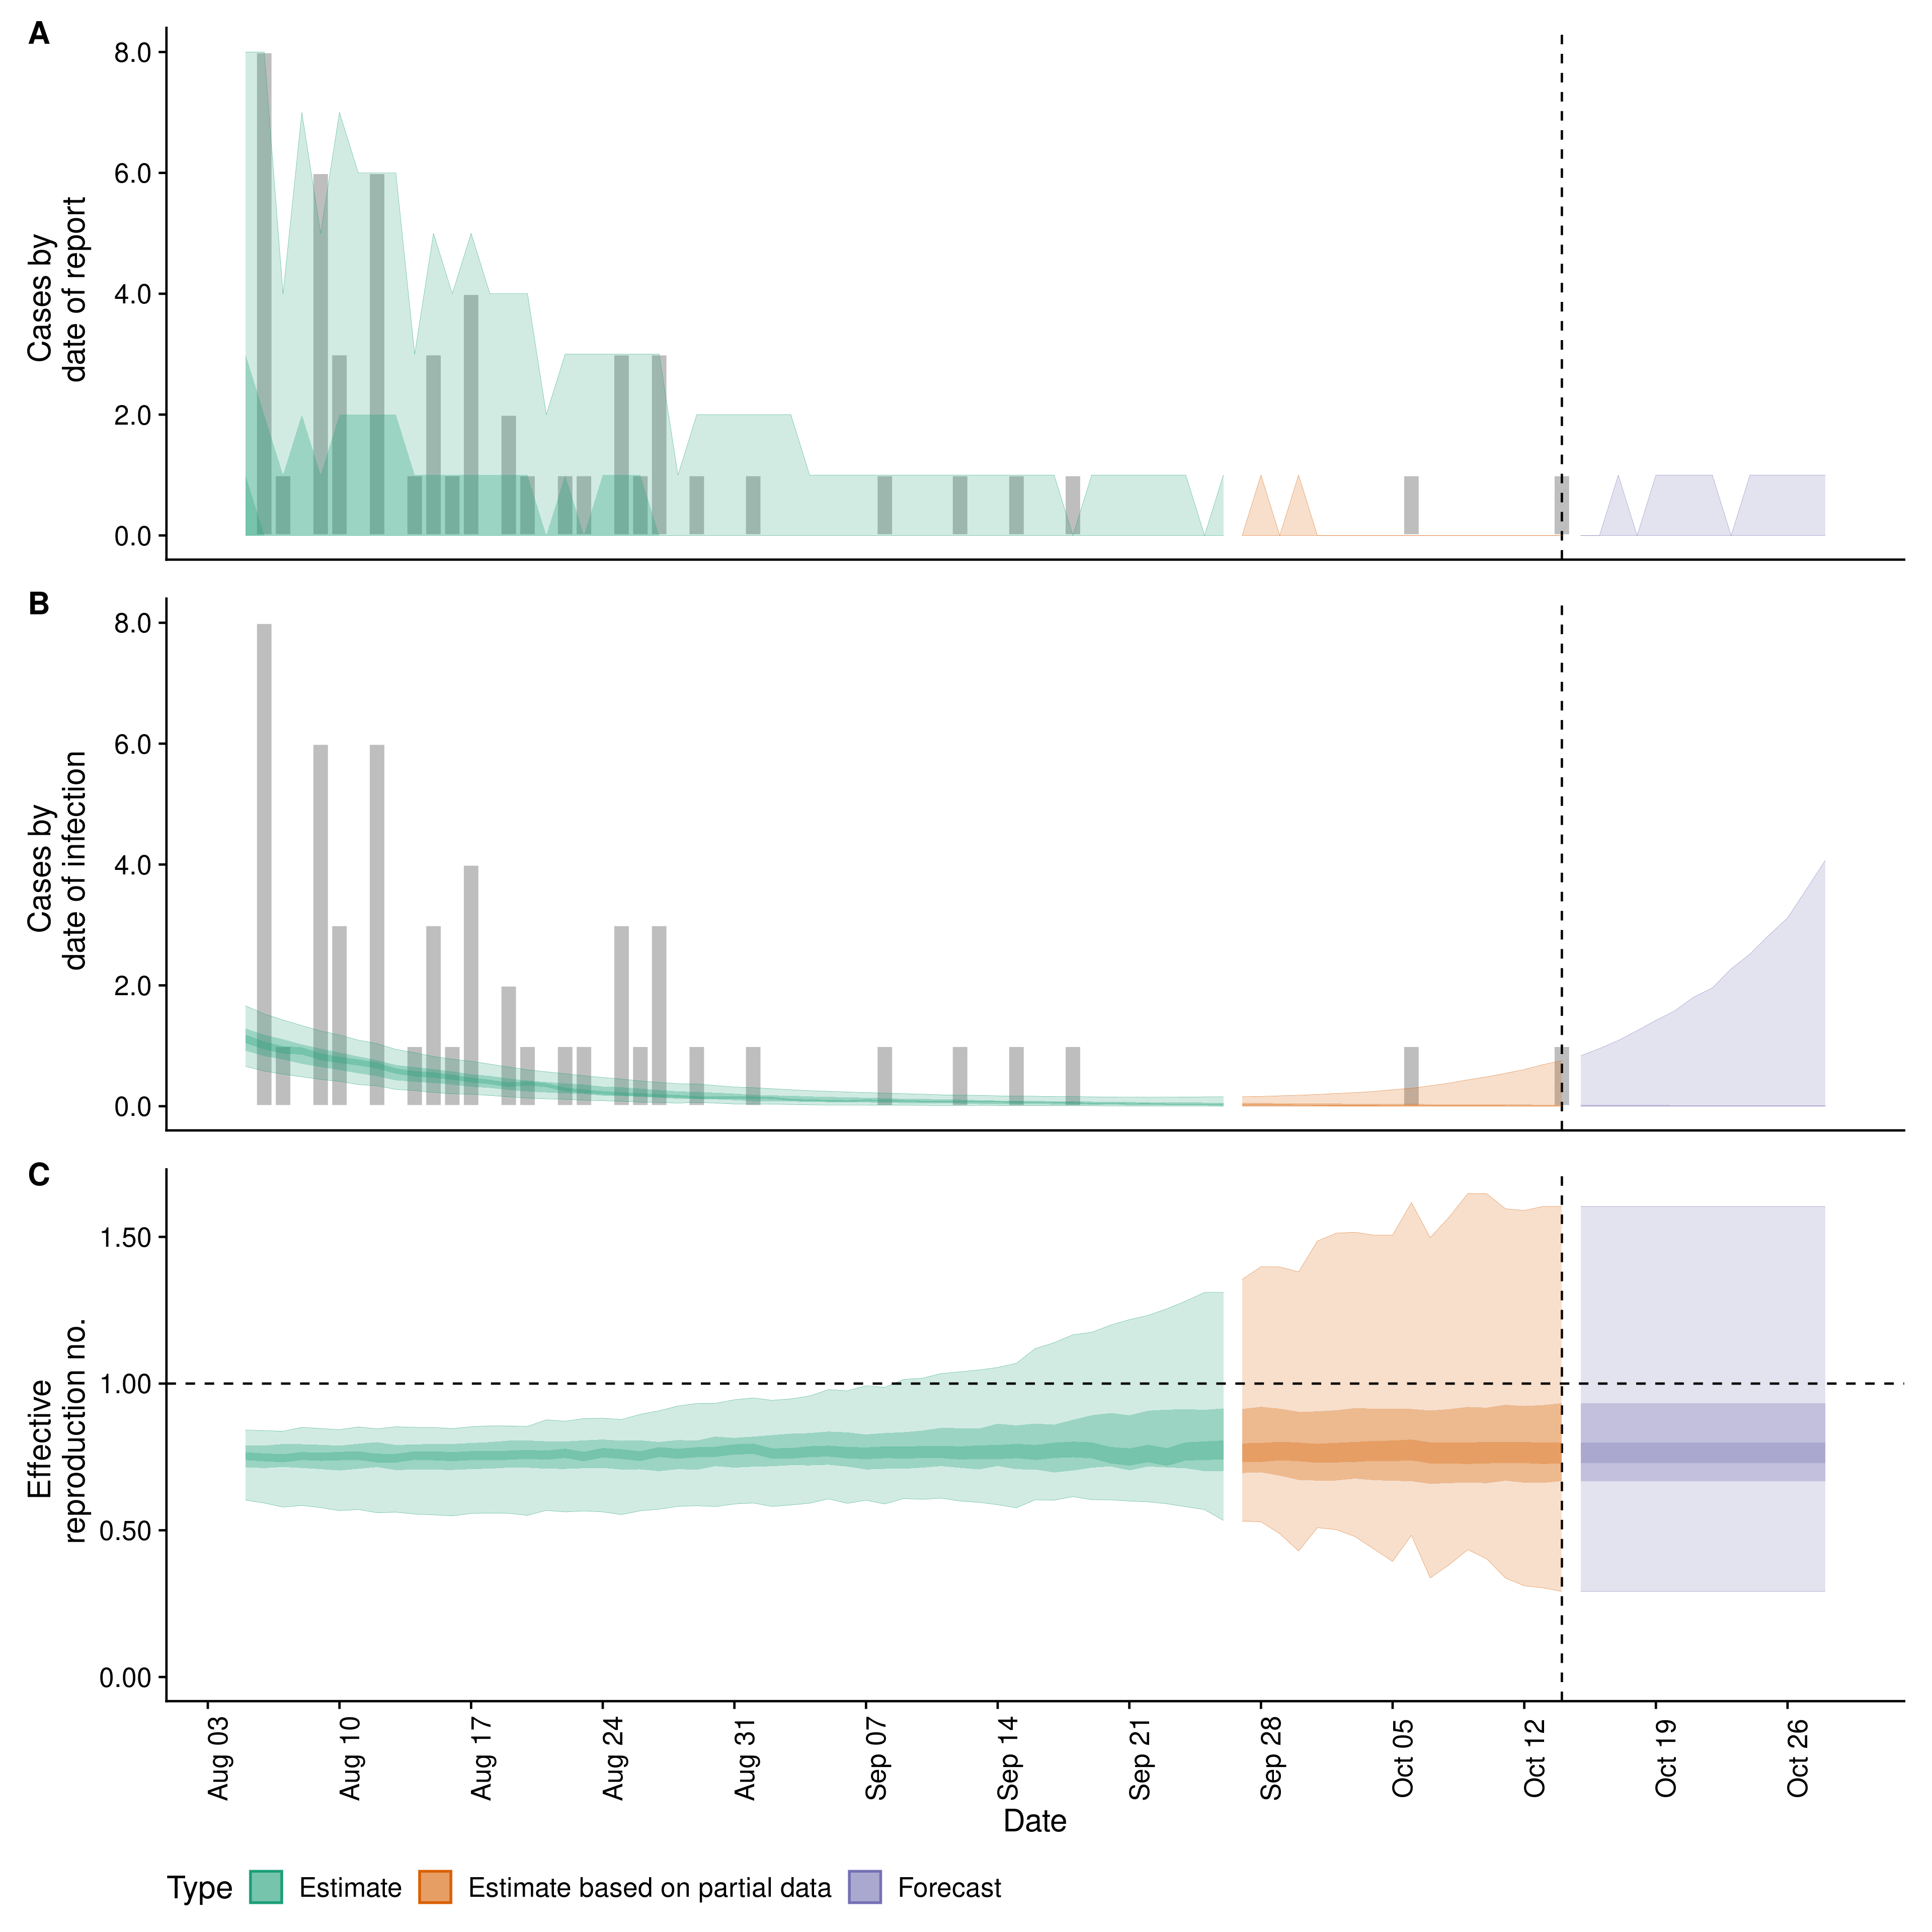 A
8.0
6.0
4.0
2.0
0.0
Cases by
date of report
B
8.0
6.0
4.0
2.0
0.0
Cases by
date of infection
C
1.50
1.00
0.50
0.00
Effective
reproduction no.
Aug 03
Aug 10
Aug 17
Aug 24
Aug 31
Sep 07
Sep 14
Sep 21
Sep 28
Oct 05
Oct 12
Oct 19
Oct 26
Date
Type Estimate Estimate based on partial data Forecast